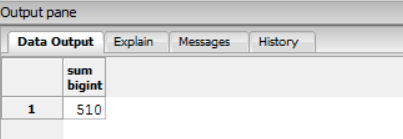 Output pane
Data Output Explain Messages History
sum
bigint
1 510